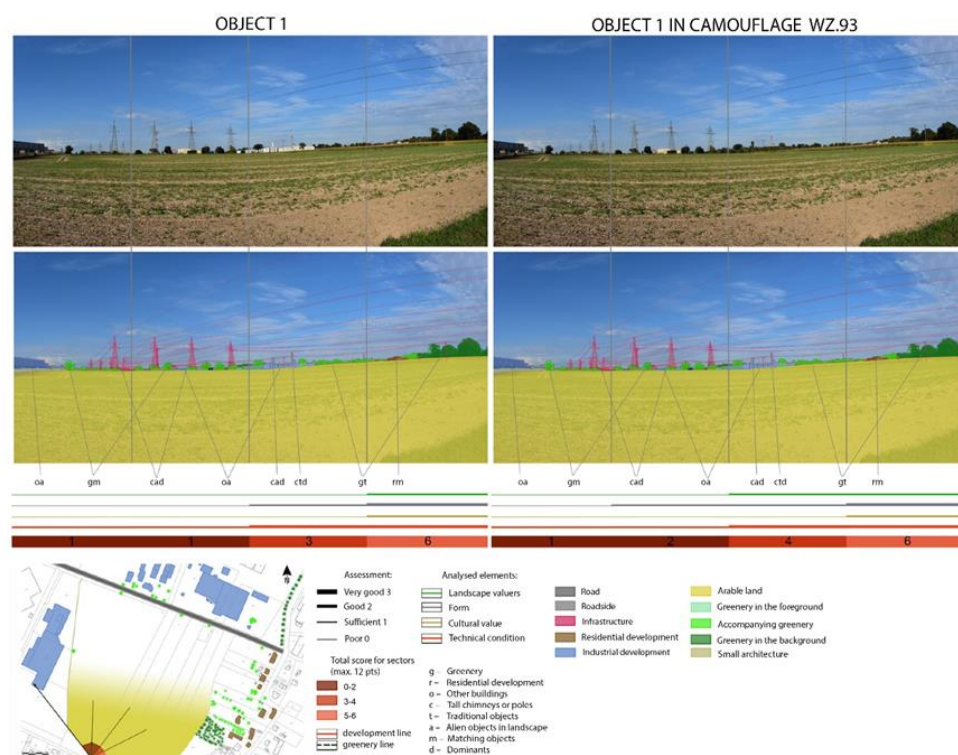 OBJECT 1
OBJECT 1 IN CAMOUFLAGE WZ.93
oa gm cad oa cad ctd gt rm
oa gm cad oa cad ctd gt rm
1 1 3 6
1 2 4 6
N
Assessment:
Very good 3
Good 2
Sufficient 1
Poor 0
Total score for sectors
(max. 12 pts)
0-2
3-4
5-6
development line
greenery line
Analysed elements:
Landscape valuers
Form
Cultural value
Technical condition
g – Greenery
r – Residential development
o – Other buildings
c – Tall chimneys or poles
t – Traditional objects
a – Alien objects in landscape
m – Matching objects
d – Dominants
Road
Roadside
Infrastructure
Residential development
Industrial development
Arable land
Greenery in the foreground
Accompanying greenery
Greenery in the background
Small architecture